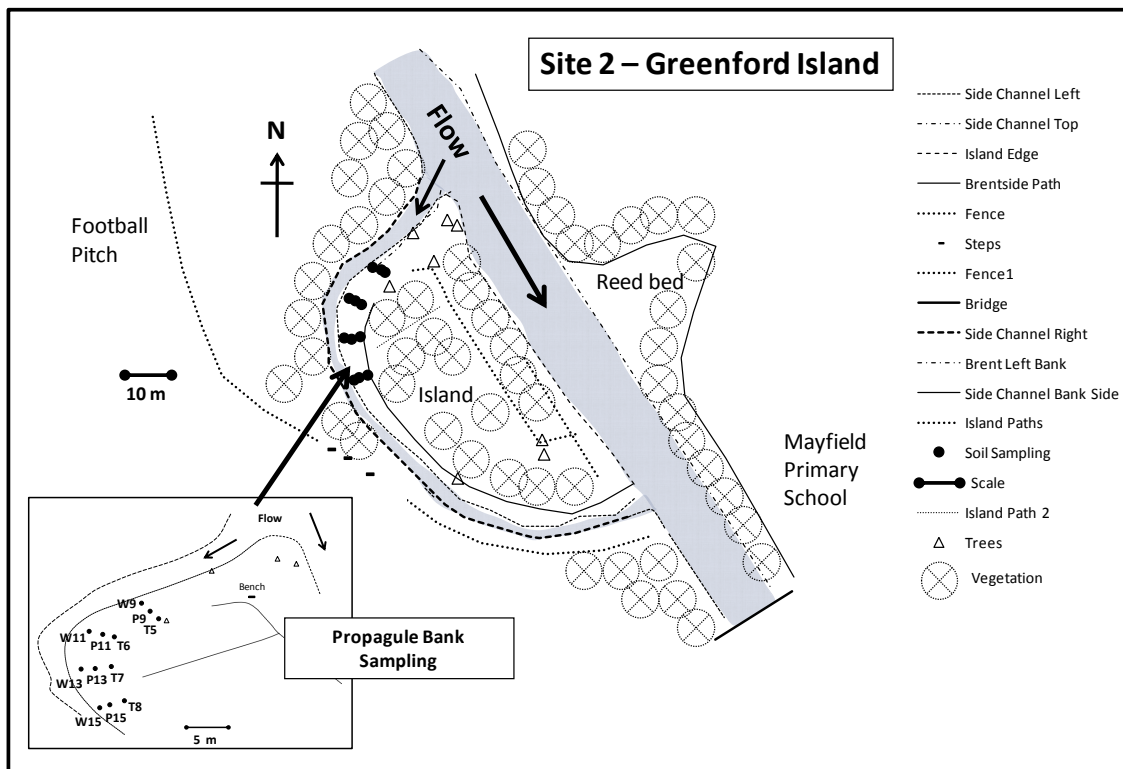 Site 2 – Greenford Island
Flow
N
Football
Pitch
10 m
Reed bed
Island
Mayfield
Primary
School
Side Channel Left
Side Channel Top
Island Edge
Brentside Path
Fence
Steps
Fence1
Bridge
Side Channel Right
Brent Left Bank
Side Channel Bank Side
Island Paths
Soil Sampling
Scale
Island Path 2
Trees
Vegetation
Flow
Bench
W9
P9
T5
W11
P11
T6
W13
P13
T7
W15
P15
T8
5 m
Propagule Bank
Sampling